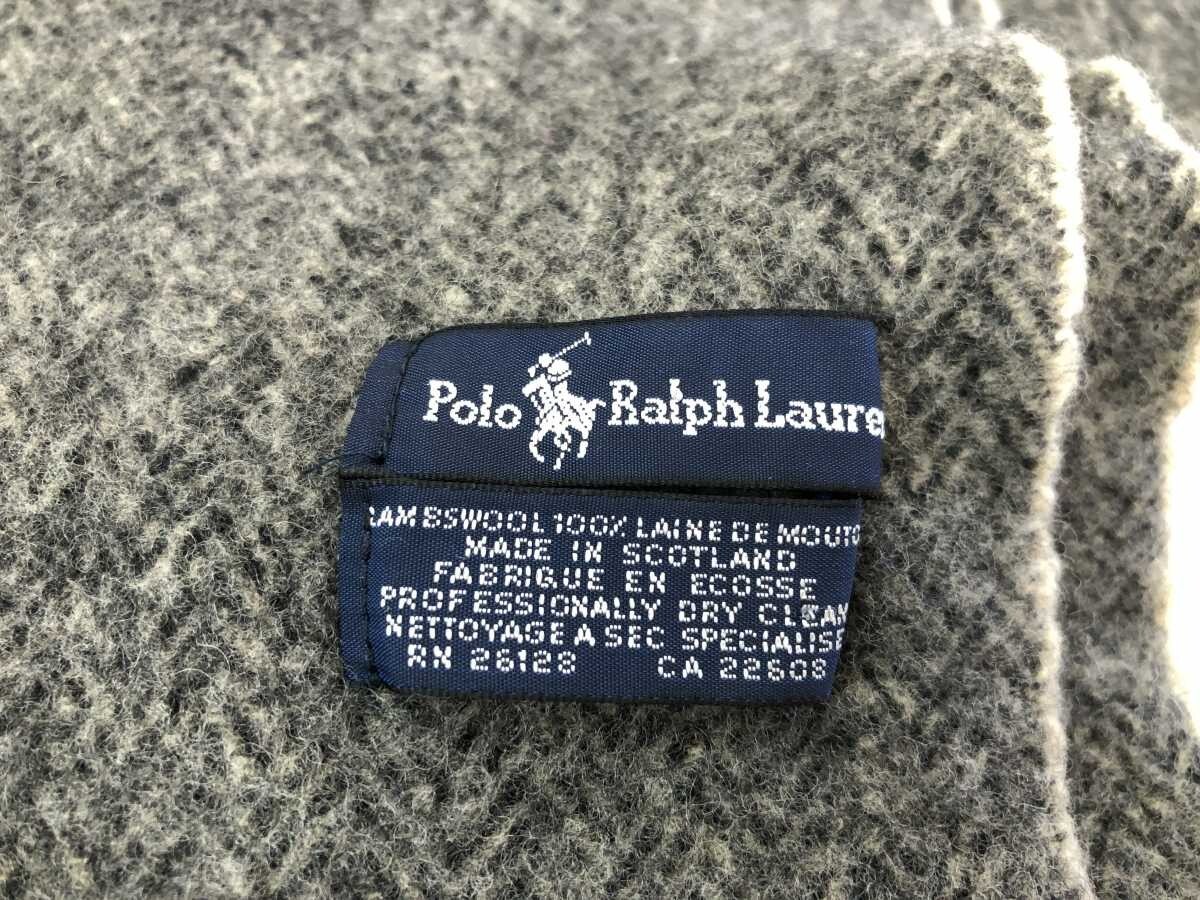 Polo Ralph Laure
LAMBSWOOL 100% LAINE DE MOUTO
MADE IN SCOTLAND
FABRIQUE EN ECOSSE
PROFESSIONALLY DRY CLEAN
NETTOYAGE A SEC SPECIALISE
RN 26128 CA 22608